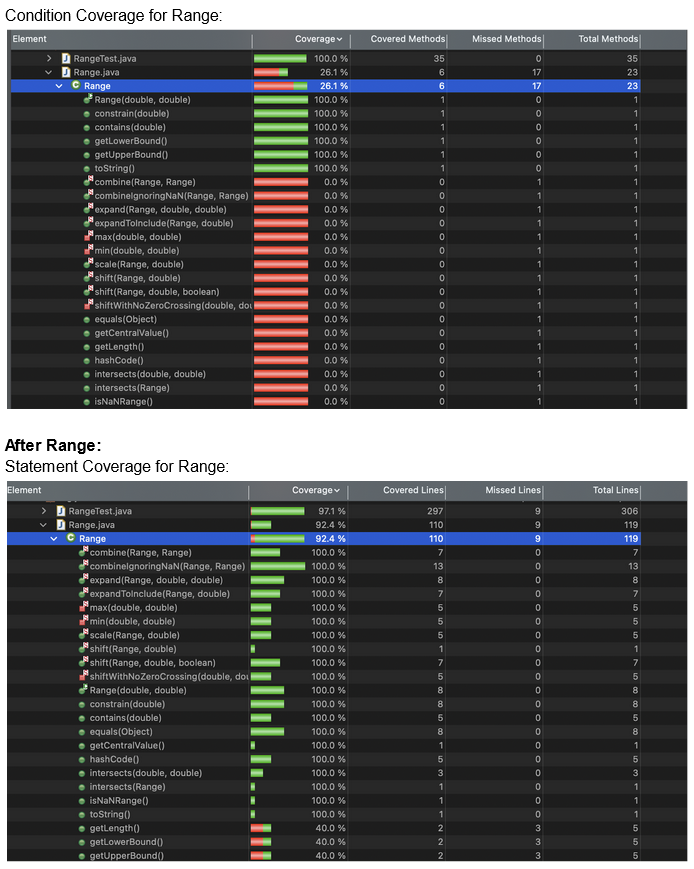 Condition Coverage for Range:
Element Coverage Covered Methods Missed Methods Total Methods
RangeTest.java 100.0 % 35 0 35
Range.java 26.1 % 6 17 23
Range 26.1 % 6 17 23
Range(double, double) 100.0 % 1 0 1
constrain(double) 100.0 % 1 0 1
contains(double) 100.0 % 1 0 1
getLowerBound() 100.0 % 1 0 1
getUpperBound() 100.0 % 1 0 1
toString() 100.0 % 1 0 1
combine(Range, Range) 0.0 % 0 1 1
combineIgnoringNaN(Range, Range) 0.0 % 0 1 1
expand(Range, double, double) 0.0 % 0 1 1
expandToInclude(Range, double) 0.0 % 0 1 1
max(double, double) 0.0 % 0 1 1
min(double, double) 0.0 % 0 1 1
scale(Range, double) 0.0 % 0 1 1
shift(Range, double) 0.0 % 0 1 1
shift(Range, double, boolean) 0.0 % 0 1 1
shiftWithNoZeroCrossing(double, dou 0.0 % 0 1 1
equals(Object) 0.0 % 0 1 1
getCentralValue() 0.0 % 0 1 1
getLength() 0.0 % 0 1 1
hashCode() 0.0 % 0 1 1
intersects(double, double) 0.0 % 0 1 1
intersects(Range) 0.0 % 0 1 1
isNaNRange() 0.0 % 0 1 1
After Range:
Statement Coverage for Range:
Element Coverage Covered Lines Missed Lines Total Lines
RangeTest.java 97.1 % 297 9 306
Range.java 92.4 % 110 9 119
Range 92.4 % 110 9 119
combine(Range, Range) 100.0 % 7 0 7
combineIgnoringNaN(Range, Range) 100.0 % 13 0 13
expand(Range, double, double) 100.0 % 8 0 8
expandToInclude(Range, double) 100.0 % 7 0 7
max(double, double) 100.0 % 5 0 5
min(double, double) 100.0 % 5 0 5
scale(Range, double) 100.0 % 5 0 5
shift(Range, double) 100.0 % 1 0 1
shift(Range, double, boolean) 100.0 % 7 0 7
shiftWithNoZeroCrossing(double, dou 100.0 % 5 0 5
Range(double, double) 100.0 % 8 0 8
constrain(double) 100.0 % 8 0 8
contains(double) 100.0 % 5 0 5
equals(Object) 100.0 % 8 0 8
getCentralValue() 100.0 % 1 0 1
hashCode() 100.0 % 5 0 5
intersects(double, double) 100.0 % 3 0 3
intersects(Range) 100.0 % 1 0 1
isNaNRange() 100.0 % 1 0 1
toString() 100.0 % 1 0 1
getLength() 40.0 % 2 3 5
getLowerBound() 40.0 % 2 3 5
getUpperBound() 40.0 % 2 3 5